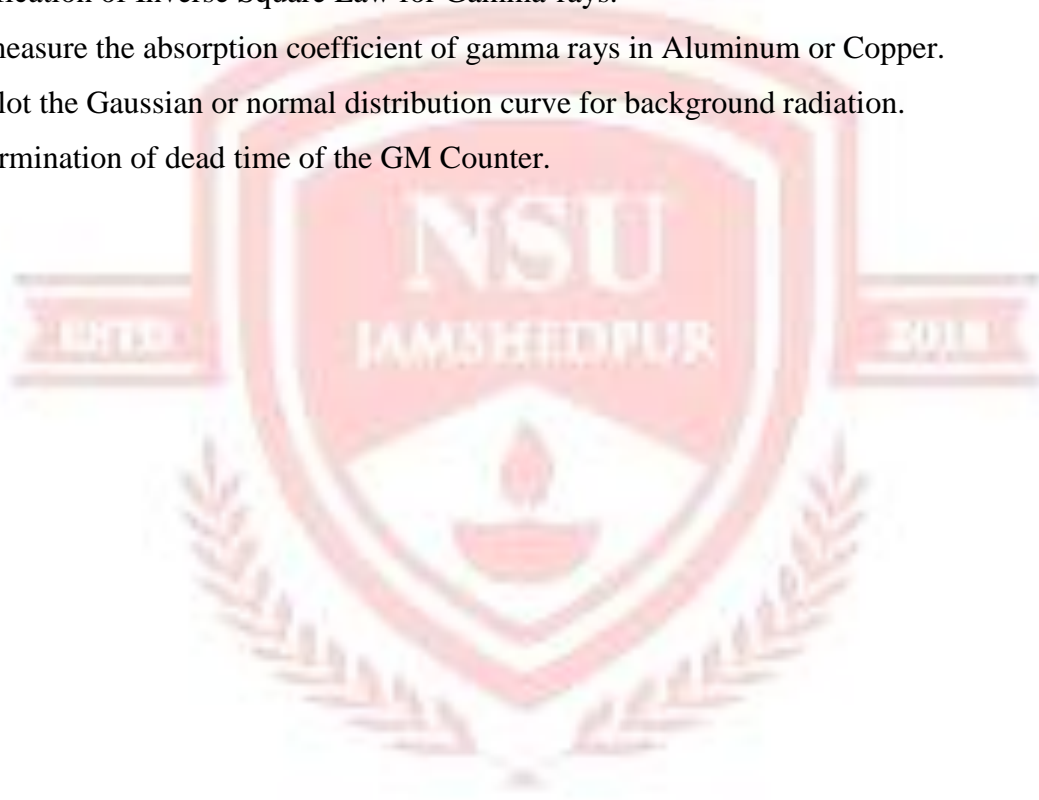 ication of Inverse Square Law for Gamma-rays.
measure the absorption coefficient of gamma rays in Aluminum or Copper.
lot the Gaussian or normal distribution curve for background radiation.
rmination of dead time of the GM Counter.
NSU
JAMSHEDPUR
ESTD 2018